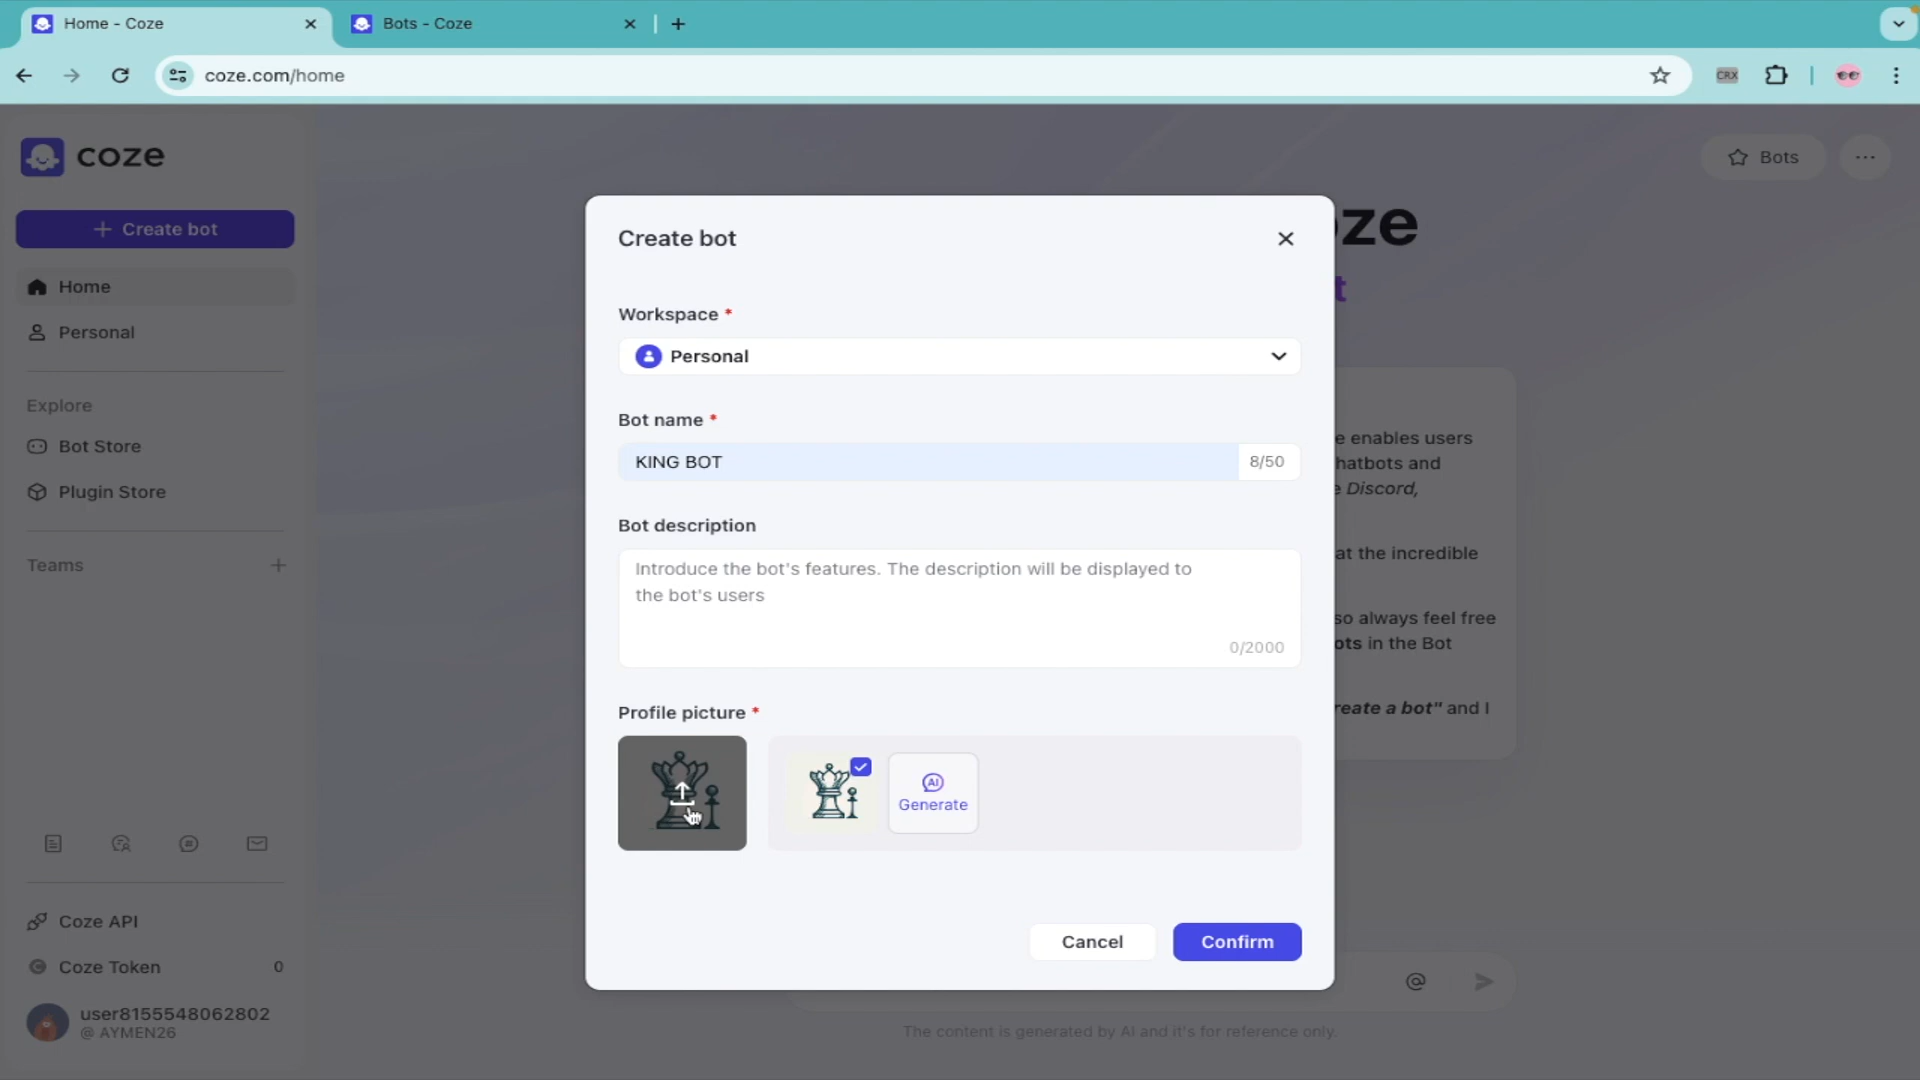 Home - Coze
Bots - Coze
coze.com/home
CRX
coze
Create bot
Home
Personal
Explore
Bot Store
Plugin Store
Teams
Coze API
Coze Token 0
user8155548062802
@ AYMEN26
Bots
oze
t
e enables users
hatbots and
e Discord,
at the incredible
so always feel free
ots in the Bot
reate a bot" and I
The content is generated by AI and it's for reference only.
Create bot
Workspace *
Personal
Bot name *
KING BOT 8/50
Bot description
Introduce the bot's features. The description will be displayed to
the bot's users
0/2000
Profile picture *
AI
Generate
Cancel
Confirm
@